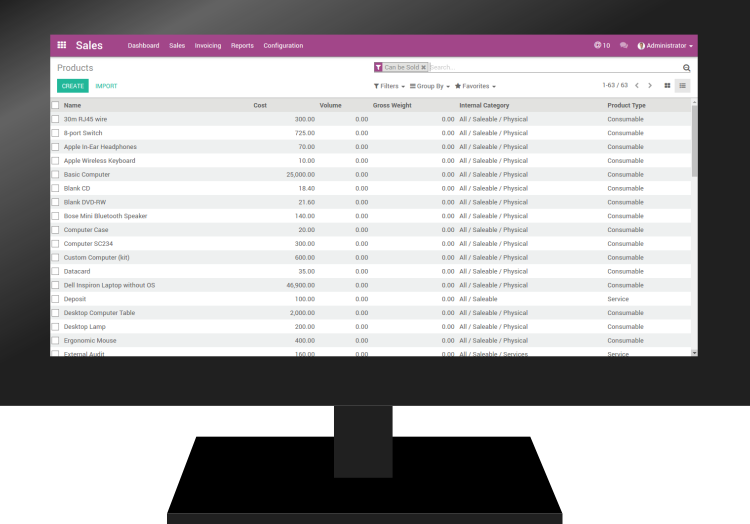 Sales Dashboard Sales Invoicing Reports Configuration 10 Administrator
Products Can be Sold Search...
CREATE IMPORT Filters Group By Favorites 1-63 / 63
Name Cost Volume Gross Weight Internal Category Product Type
30m RJ45 wire 300.00 0.00 0.00 All / Saleable / Physical Consumable
8-port Switch 725.00 0.00 0.00 All / Saleable / Physical Consumable
Apple In-Ear Headphones 70.00 0.00 0.00 All / Saleable / Physical Consumable
Apple Wireless Keyboard 10.00 0.00 0.00 All / Saleable / Physical Consumable
Basic Computer 25,000.00 0.00 0.00 All / Saleable / Physical Consumable
Blank CD 18.40 0.00 0.00 All / Saleable / Physical Consumable
Blank DVD-RW 21.60 0.00 0.00 All / Saleable / Physical Consumable
Bose Mini Bluetooth Speaker 140.00 0.00 0.00 All / Saleable / Physical Consumable
Computer Case 20.00 0.00 0.00 All / Saleable / Physical Consumable
Computer SC234 300.00 0.00 0.00 All / Saleable / Physical Consumable
Custom Computer (kit) 600.00 0.00 0.00 All / Saleable / Physical Consumable
Datacard 35.00 0.00 0.00 All / Saleable / Physical Consumable
Dell Inspiron Laptop without OS 46,900.00 0.00 0.00 All / Saleable / Physical Consumable
Deposit 100.00 0.00 0.00 All / Saleable Service
Desktop Computer Table 2,000.00 0.00 0.00 All / Saleable / Physical Consumable
Desktop Lamp 200.00 0.00 0.00 All / Saleable / Physical Consumable
Ergonomic Mouse 400.00 0.00 0.00 All / Saleable / Physical Consumable
External Audit 160.00 0.00 0.00 All / Saleable / Services Service